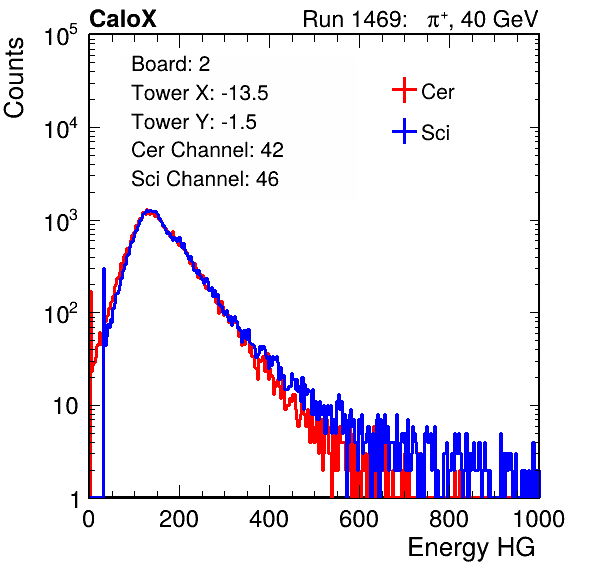 CaloX Run 1469: π⁺, 40 GeV
Counts
10⁵
10⁴
10³
10²
10
1
Board: 2
Tower X: -13.5
Tower Y: -1.5
Cer Channel: 42
Sci Channel: 46
Cer
Sci
0 200 400 600 800 1000
Energy HG